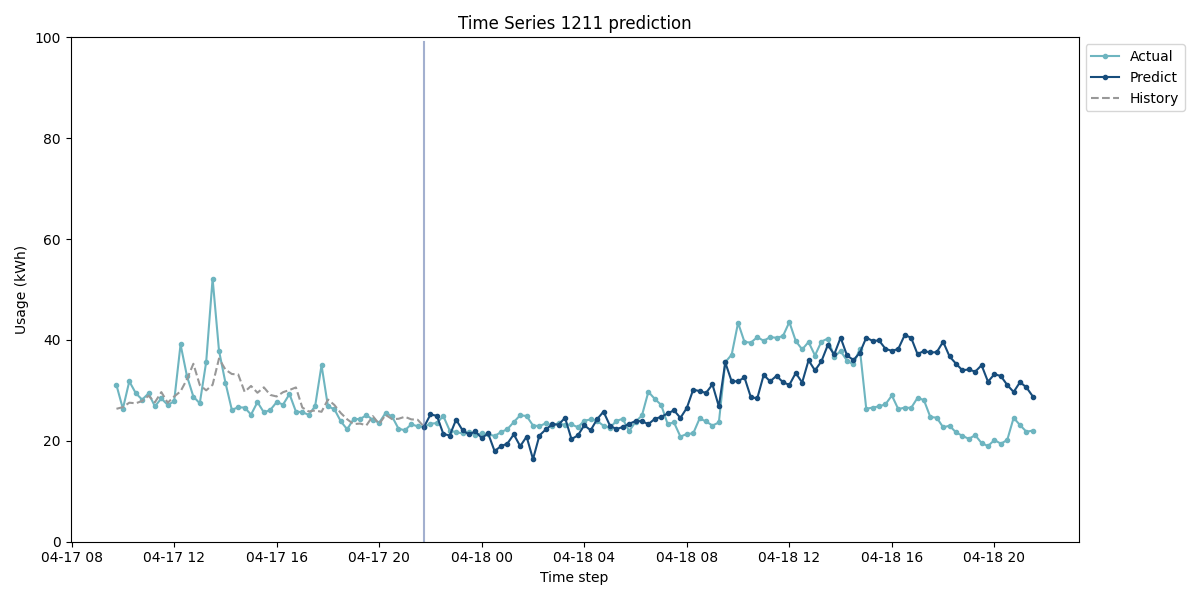 Time Series 1211 prediction
100
80
60
40
20
0
Usage (kWh)
04-17 08
04-17 12
04-17 16
04-17 20
04-18 00
04-18 04
04-18 08
04-18 12
04-18 16
04-18 20
Time step
Actual
Predict
History